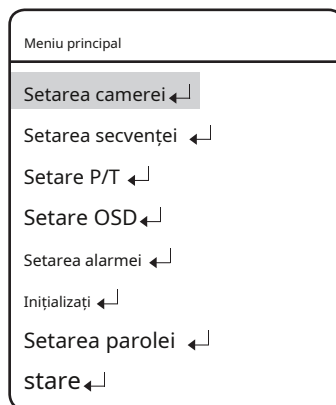 Meniu principal
Setarea camerei
Setarea secvenței
Setare P/T
Setare OSD
Setarea alarmei
Inițializați
Setarea parolei
stare